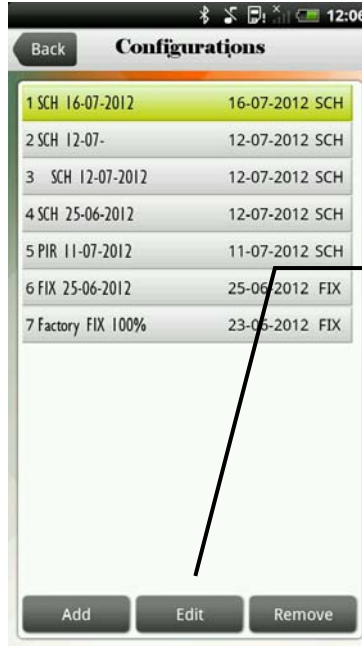 12:06
Back Configurations
1 SCH 16-07-2012 16-07-2012 SCH
2 SCH 12-07- 12-07-2012 SCH
3 SCH 12-07-2012 12-07-2012 SCH
4 SCH 25-06-2012 12-07-2012 SCH
5 PIR 11-07-2012 11-07-2012 SCH
6 FIX 25-06-2012 25-06-2012 FIX
7 Factory FIX 100% 23-06-2012 FIX
Add Edit Remove